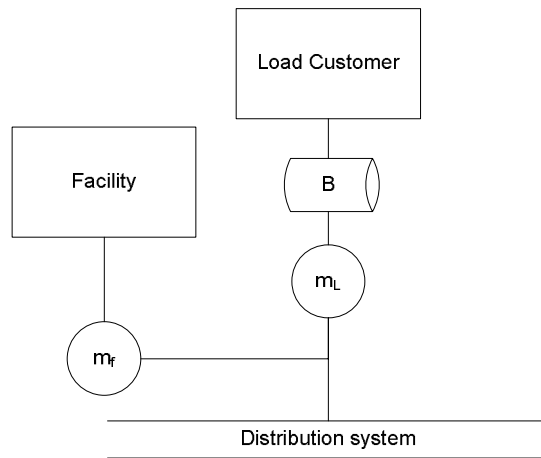 Load Customer
Facility
B
mL
mf
Distribution system